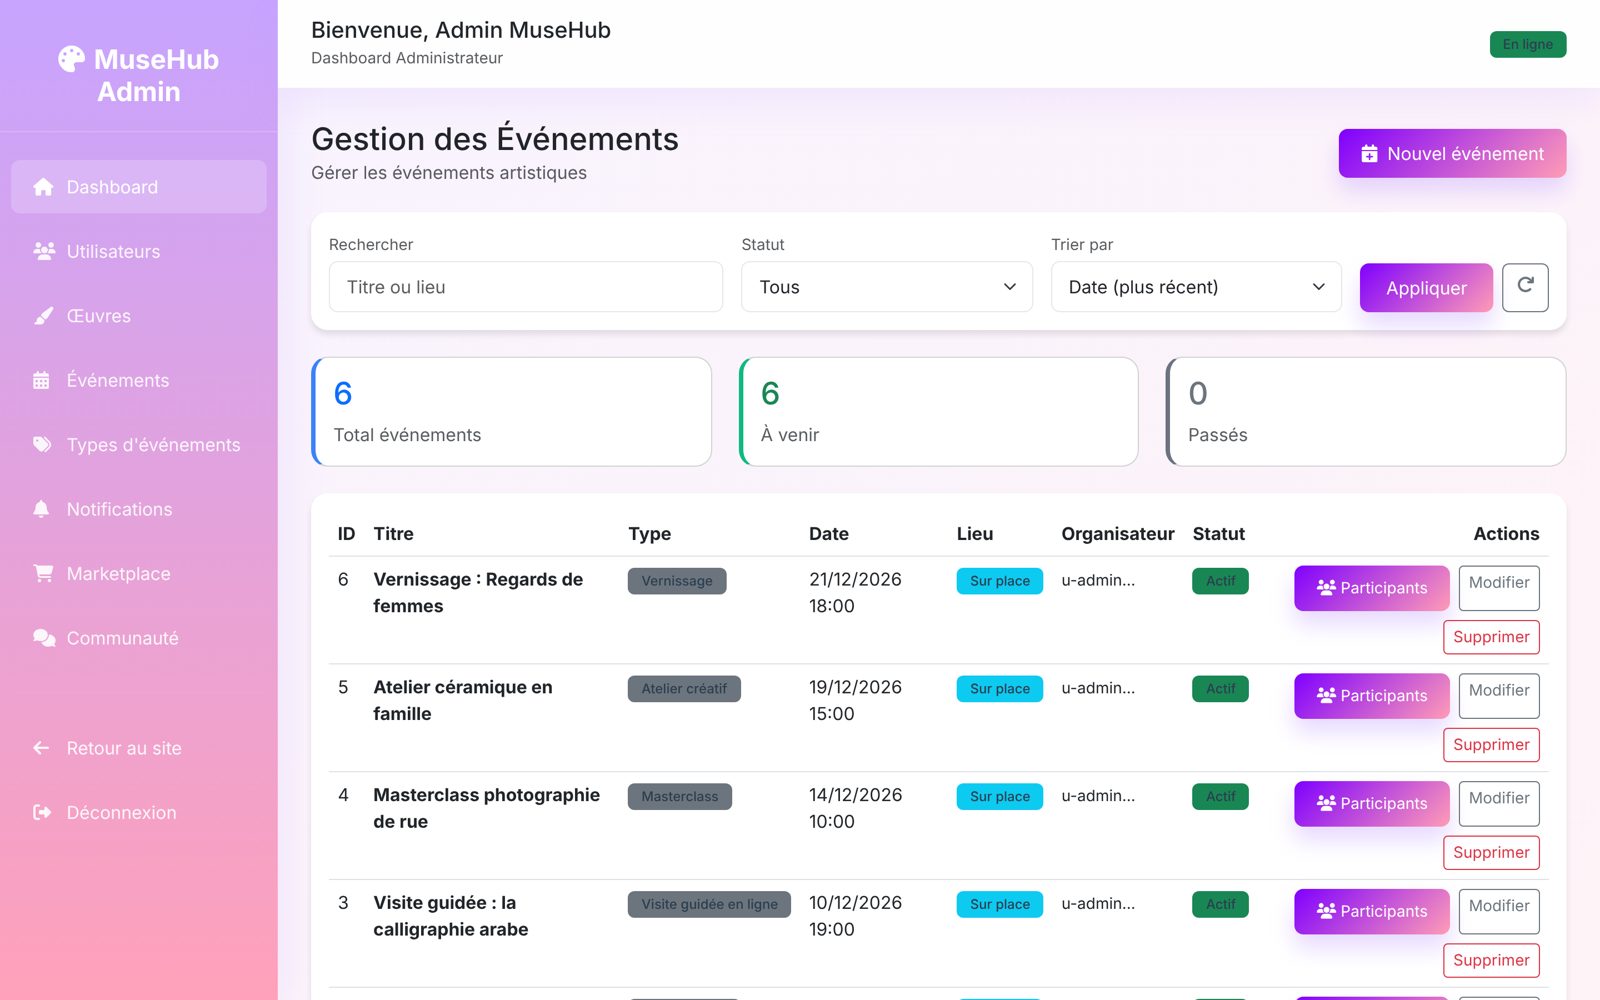 MuseHub
Admin
Dashboard
Utilisateurs
Œuvres
Événements
Types d'événements
Notifications
Marketplace
Communauté
Retour au site
Déconnexion
Bienvenue, Admin MuseHub
Dashboard Administrateur
En ligne
Gestion des Événements
Gérer les événements artistiques
Nouvel événement
Rechercher
Titre ou lieu
Statut
Tous
Trier par
Date (plus récent)
Appliquer
6
Total événements
6
À venir
0
Passés
ID Titre Type Date Lieu Organisateur Statut Actions
6 Vernissage : Regards de femmes Vernissage 21/12/2026 18:00 Sur place u-admin... Actif Participants Modifier
Supprimer
5 Atelier céramique en famille Atelier créatif 19/12/2026 15:00 Sur place u-admin... Actif Participants Modifier
Supprimer
4 Masterclass photographie de rue Masterclass 14/12/2026 10:00 Sur place u-admin... Actif Participants Modifier
Supprimer
3 Visite guidée : la calligraphie arabe Visite guidée en ligne 10/12/2026 19:00 Sur place u-admin... Actif Participants Modifier
Supprimer